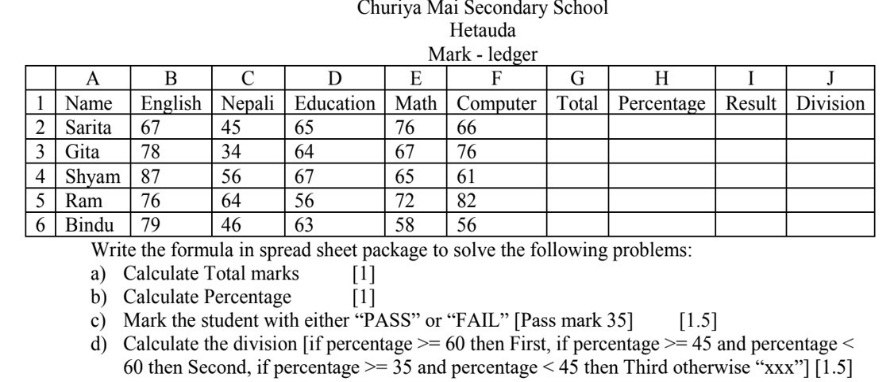 Churiya Mai Secondary School
Hetauda
Mark - ledger
A B C D E F G H I J
1 Name English Nepali Education Math Computer Total Percentage Result Division
2 Sarita 67 45 65 76 66
3 Gita 78 34 64 67 76
4 Shyam 87 56 67 65 61
5 Ram 76 64 56 72 82
6 Bindu 79 46 63 58 56
Write the formula in spread sheet package to solve the following problems:
a) Calculate Total marks [1]
b) Calculate Percentage [1]
c) Mark the student with either “PASS” or “FAIL” [Pass mark 35] [1.5]
d) Calculate the division [if percentage >= 60 then First, if percentage >= 45 and percentage <
60 then Second, if percentage >= 35 and percentage < 45 then Third otherwise “xxx”] [1.5]